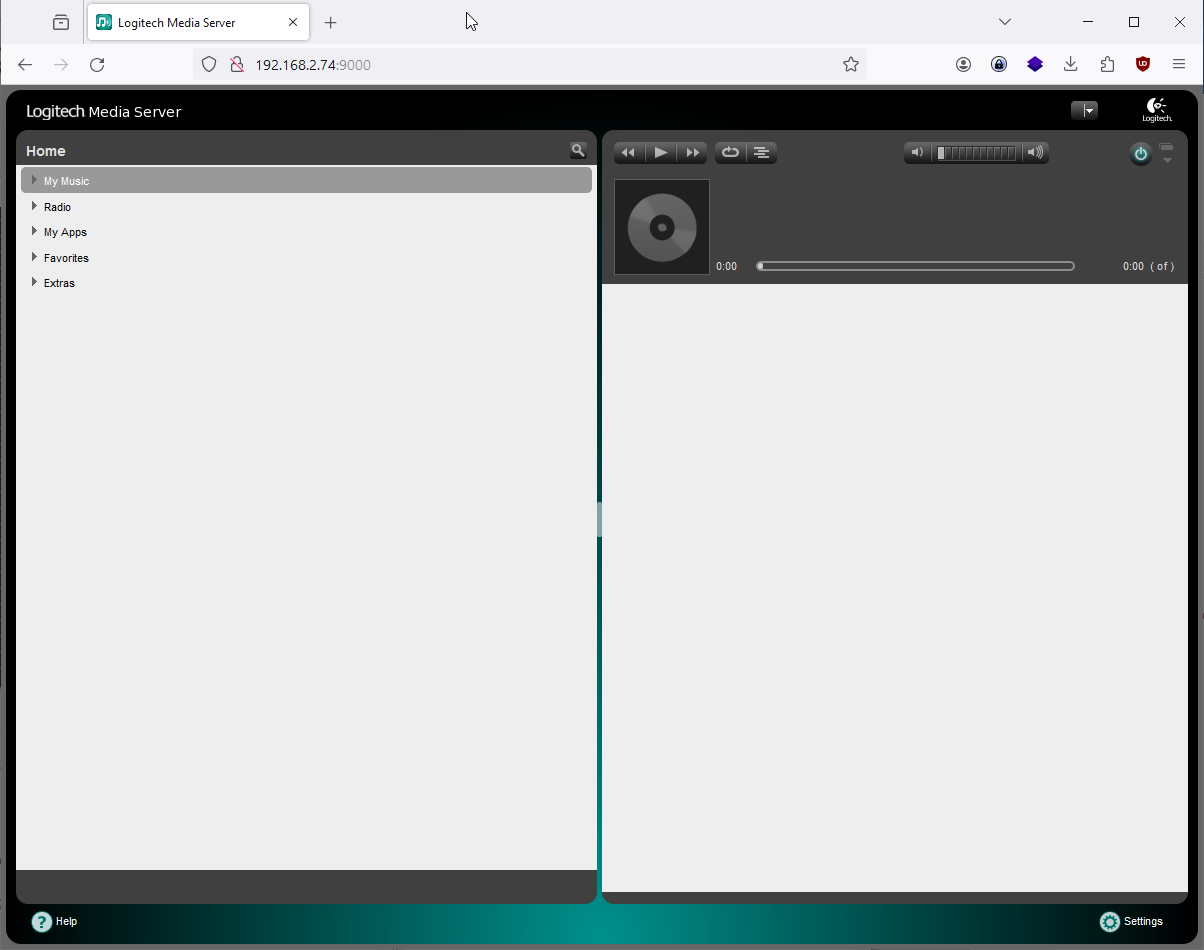 Logitech Media Server
192.168.2.74:9000
Logitech Media Server
Logitech
Home
My Music
Radio
My Apps
Favorites
Extras
0:00
0:00 ( of )
Help
Settings